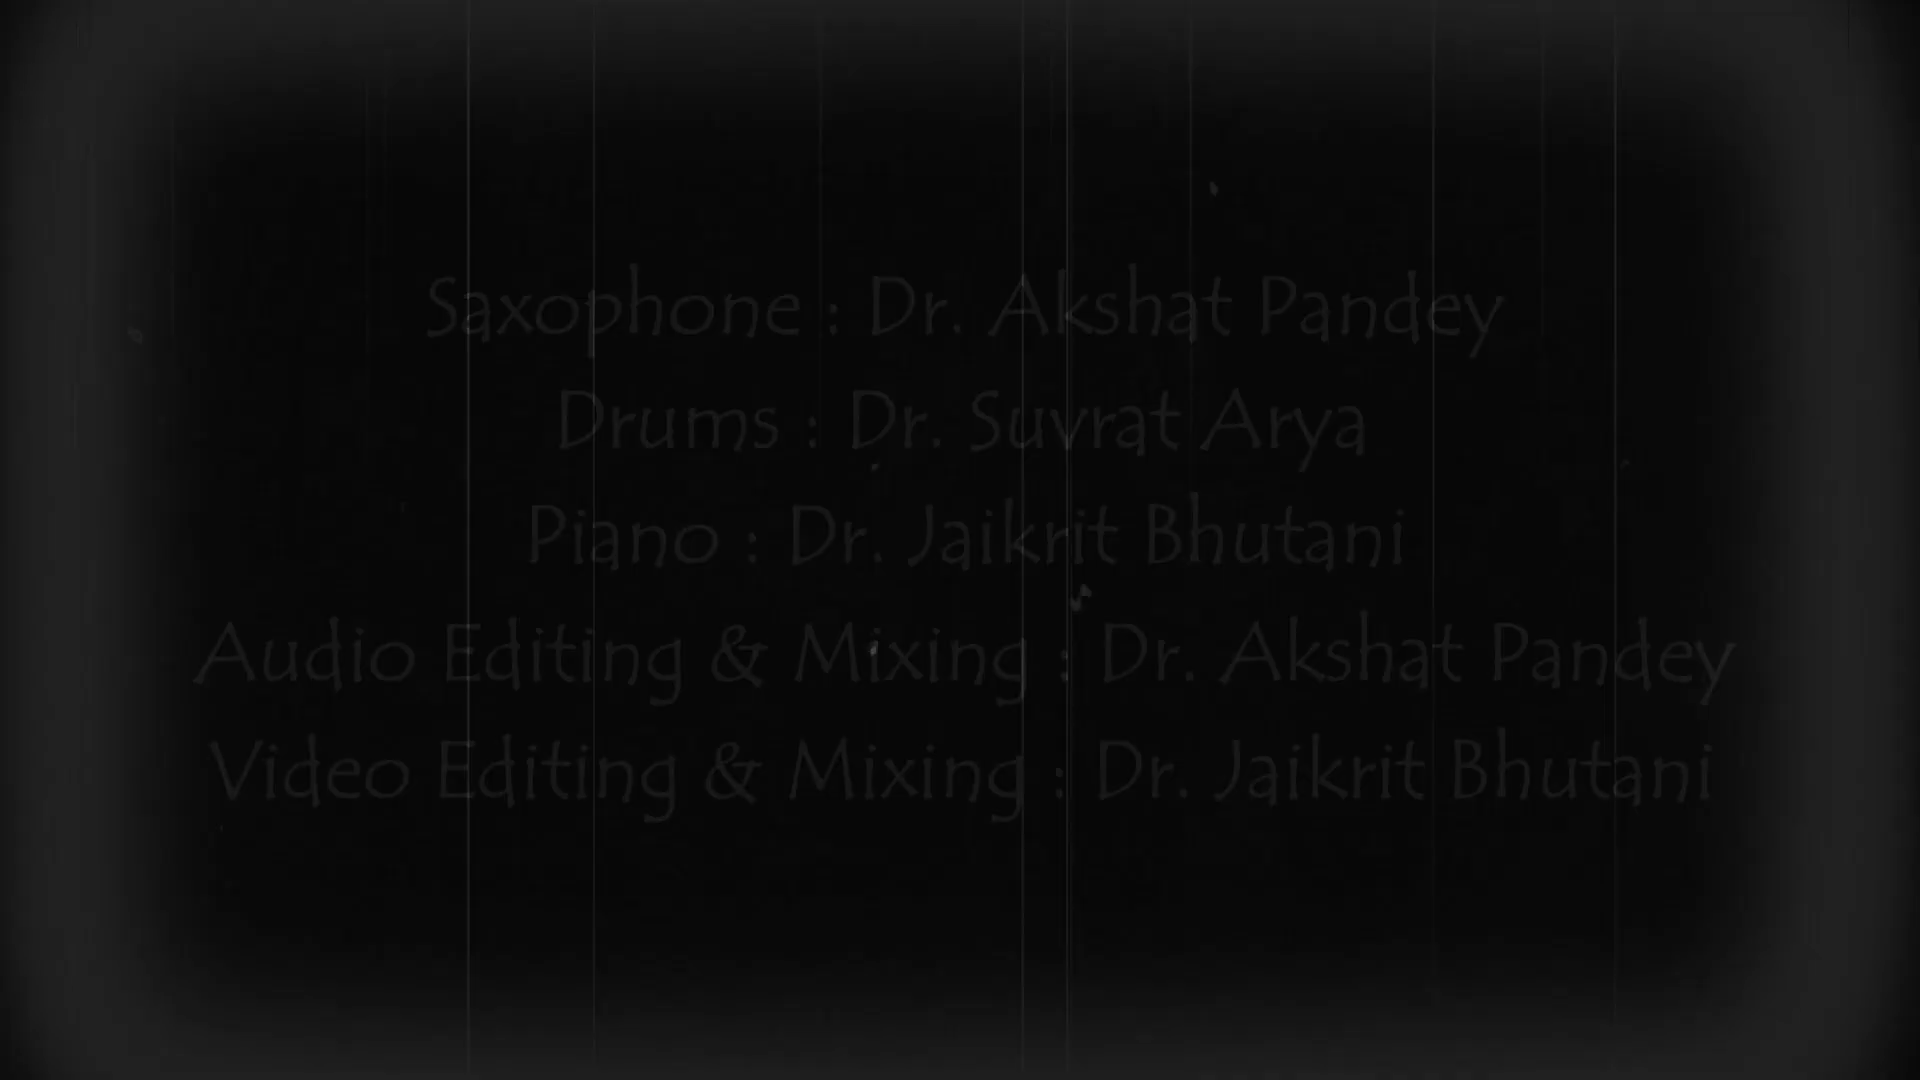 Saxophone : Dr. Akshat Pandey
Drums : Dr. Suvrat Arya
Piano : Dr. Jaikrit Bhutani
Audio Editing & Mixing : Dr. Akshat Pandey
Video Editing & Mixing : Dr. Jaikrit Bhutani